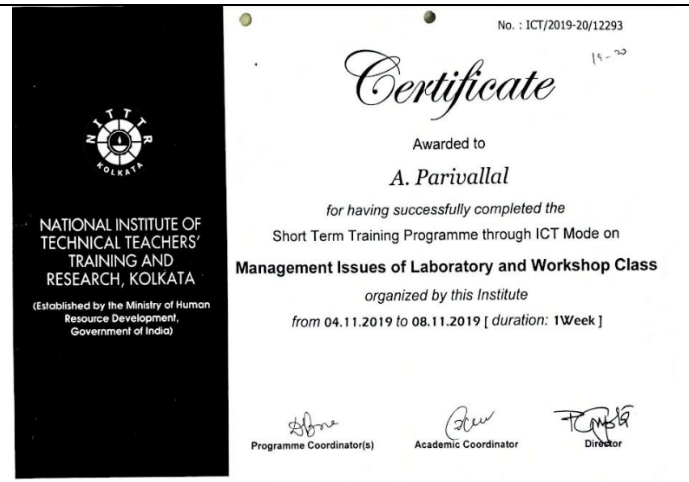 No. : ICT/2019-20/12293
19-20
Certificate
Awarded to
A. Parivallal
for having successfully completed the
Short Term Training Programme through ICT Mode on
Management Issues of Laboratory and Workshop Class
organized by this Institute
from 04.11.2019 to 08.11.2019 [ duration: 1Week ]
Programme Coordinator(s)
Academic Coordinator
Director
NITTTR
KOLKATA
NATIONAL INSTITUTE OF
TECHNICAL TEACHERS'
TRAINING AND
RESEARCH, KOLKATA
(Established by the Ministry of Human
Resource Development,
Government of India)